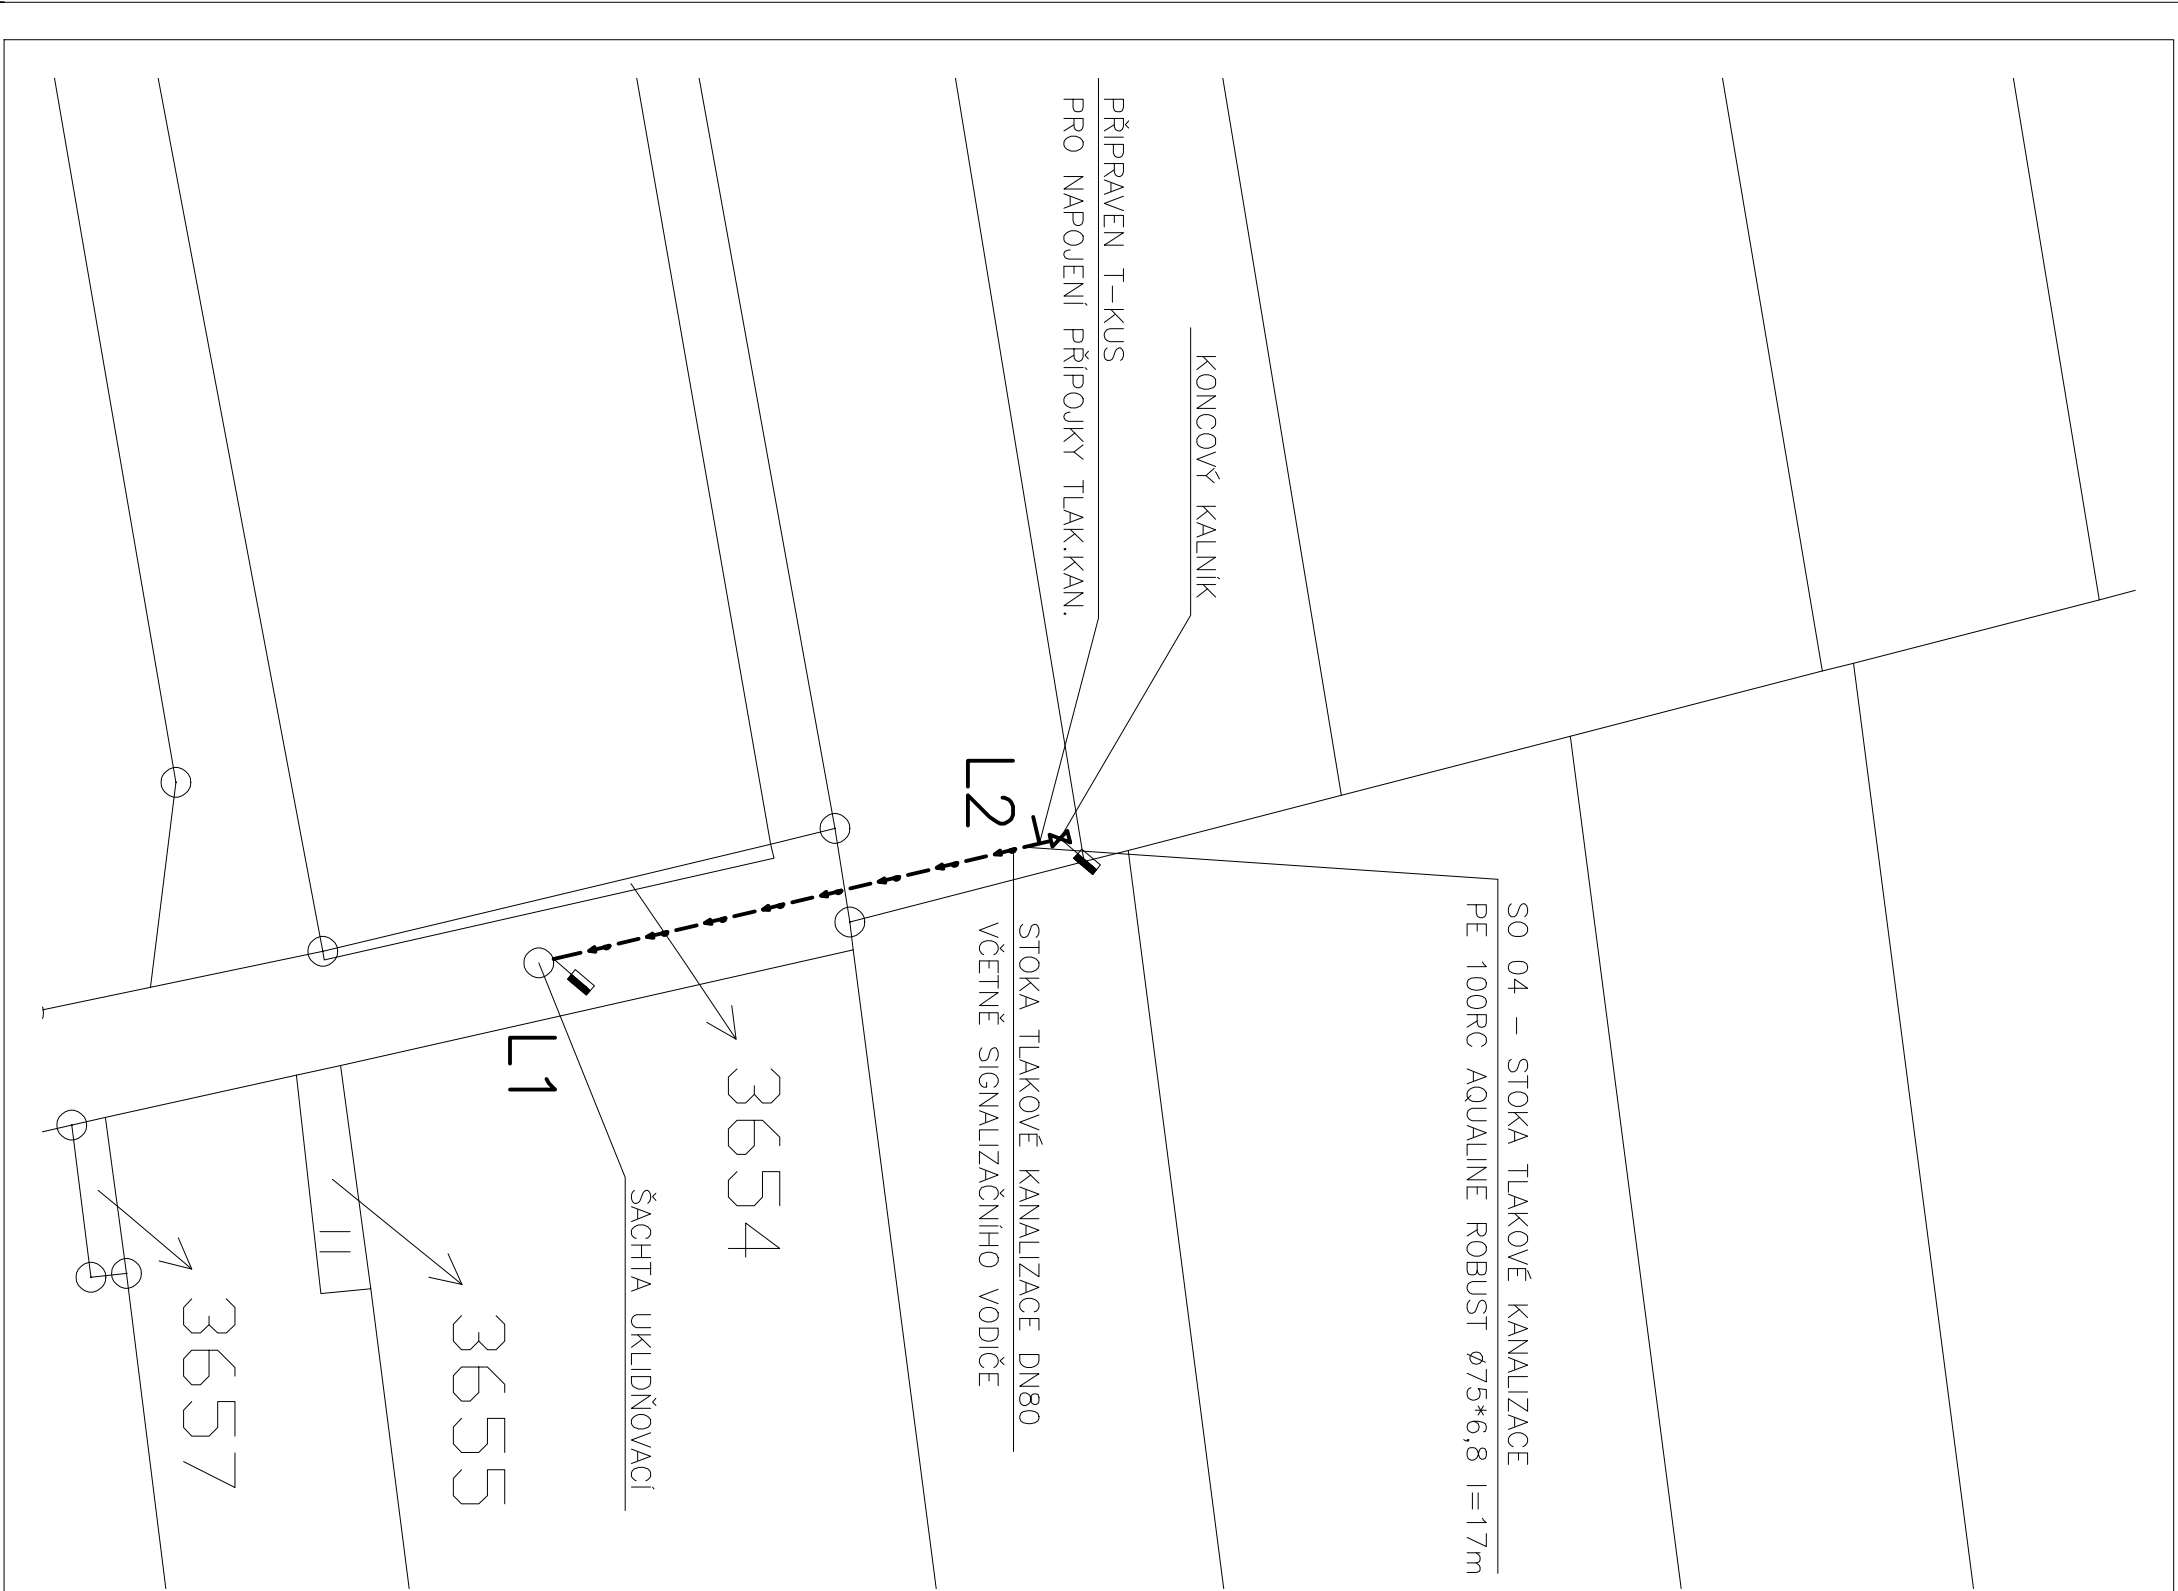 SO 04 – STOKA TLAKOVÉ KANALIZACE
PE 100RC AQUALINE ROBUST ø75*6,8 l=17m
KONCOVÝ KALNÍK
PŘIPRAVEN T–KUS
PRO NAPOJENÍ PŘÍPOJKY TLAK.KAN.
L2
STOKA TLAKOVÉ KANALIZACE DN80
VČETNĚ SIGNALIZAČNÍHO VODIČE
3654
ŠACHTA UKLIDŇOVACÍ
L1
3655
3657